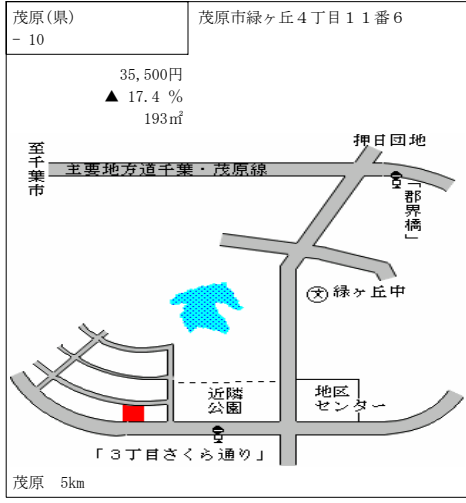 茂原(県)
- 10
茂原市緑ヶ丘４丁目１１番６
35,500円
▲ 17.4 %
193㎡
押日団地
至千葉市
主要地方道千葉・茂原線
「郡界橋」
文 緑ヶ丘中
近隣
公園
地区
センター
「３丁目さくら通り」
茂原 5km